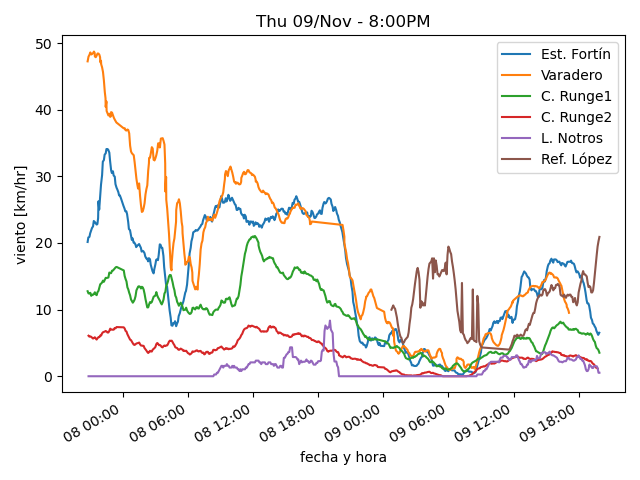 Thu 09/Nov - 8:00PM
50
40
30
20
10
0
viento [km/hr]
Est. Fortín
Varadero
C. Runge1
C. Runge2
L. Notros
Ref. López
08 00:00
08 06:00
08 12:00
08 18:00
09 00:00
09 06:00
09 12:00
09 18:00
fecha y hora